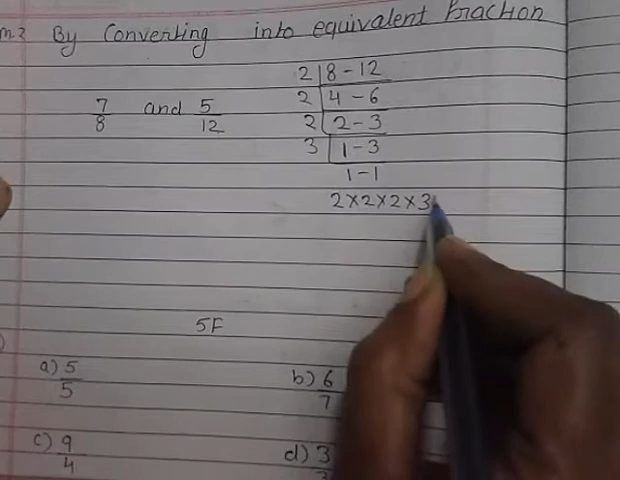 m.2 By Converting into equivalent Fraction
7/8 and 5/12
2 | 8 - 12
2 | 4 - 6
2 | 2 - 3
3 | 1 - 3
1 - 1
2×2×2×3
5F
a) 5/5
b) 6/7
c) 9/4
d) 3